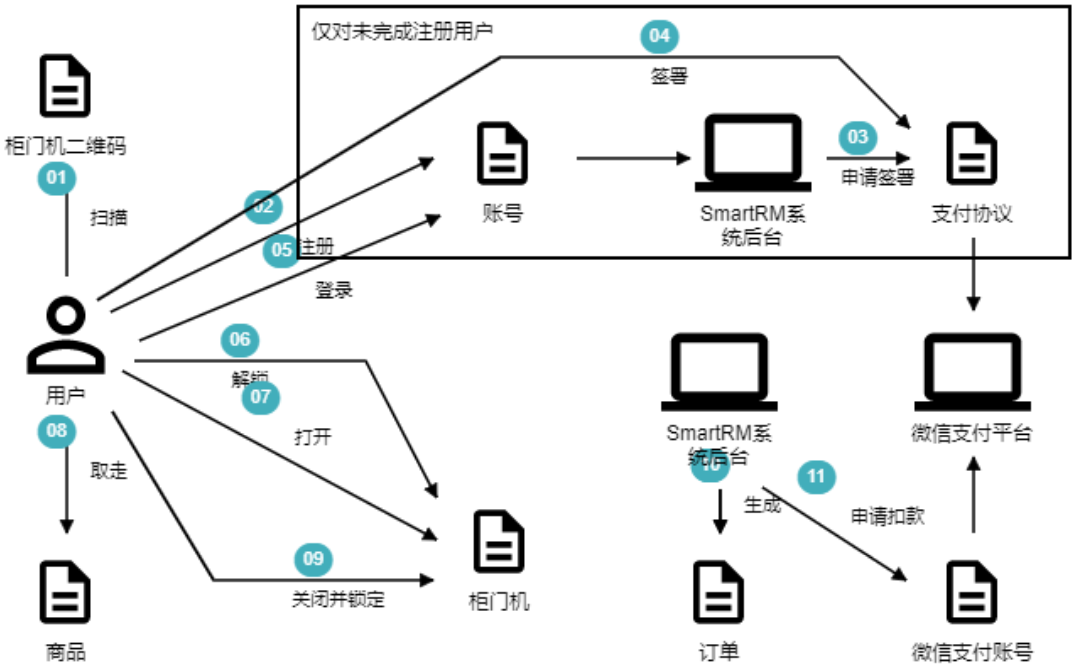 仅对未完成注册用户
04
签署
柜门机二维码
01
扫描
03
申请签署
02
账号
SmartRM系
统后台
支付协议
05
注册
登录
06
解锁
07
用户
08
打开
取走
SmartRM系
统后台
微信支付平台
10
11
生成
申请扣款
09
关闭并锁定
柜门机
商品
订单
微信支付账号